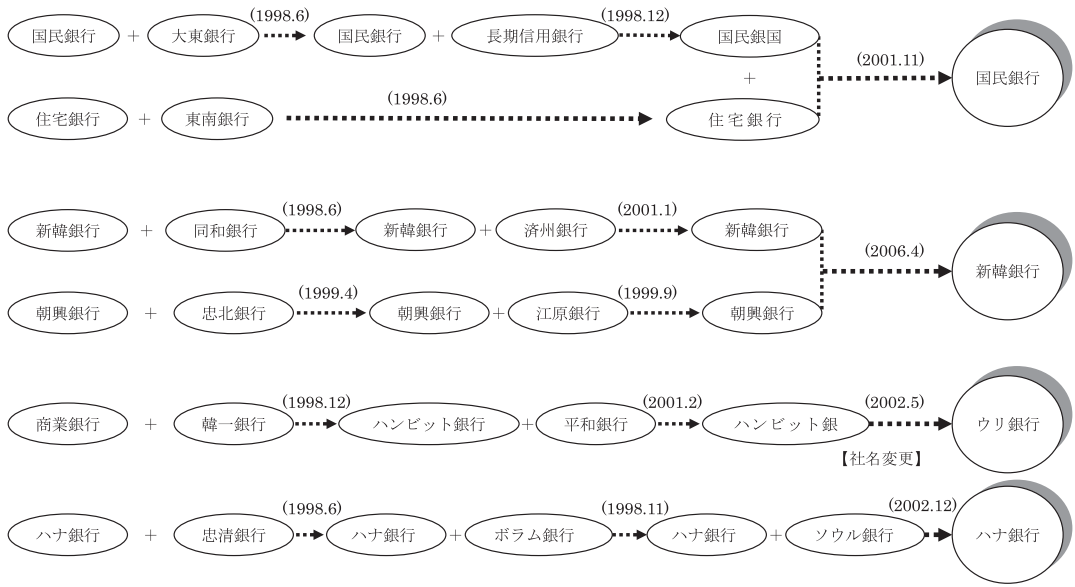 国民銀行 + 大東銀行 (1998.6) 国民銀行 + 長期信用銀行 (1998.12) 国民銀国
+ (2001.11) 国民銀行
住宅銀行 + 東南銀行 (1998.6) 住宅銀行
新韓銀行 + 同和銀行 (1998.6) 新韓銀行 + 済州銀行 (2001.1) 新韓銀行
(2006.4) 新韓銀行
朝興銀行 + 忠北銀行 (1999.4) 朝興銀行 + 江原銀行 (1999.9) 朝興銀行
商業銀行 + 韓一銀行 (1998.12) ハンビット銀行 + 平和銀行 (2001.2) ハンビット銀 (2002.5) ウリ銀行
【社名変更】
ハナ銀行 + 忠清銀行 (1998.6) ハナ銀行 + ボラム銀行 (1998.11) ハナ銀行 + ソウル銀行 (2002.12) ハナ銀行